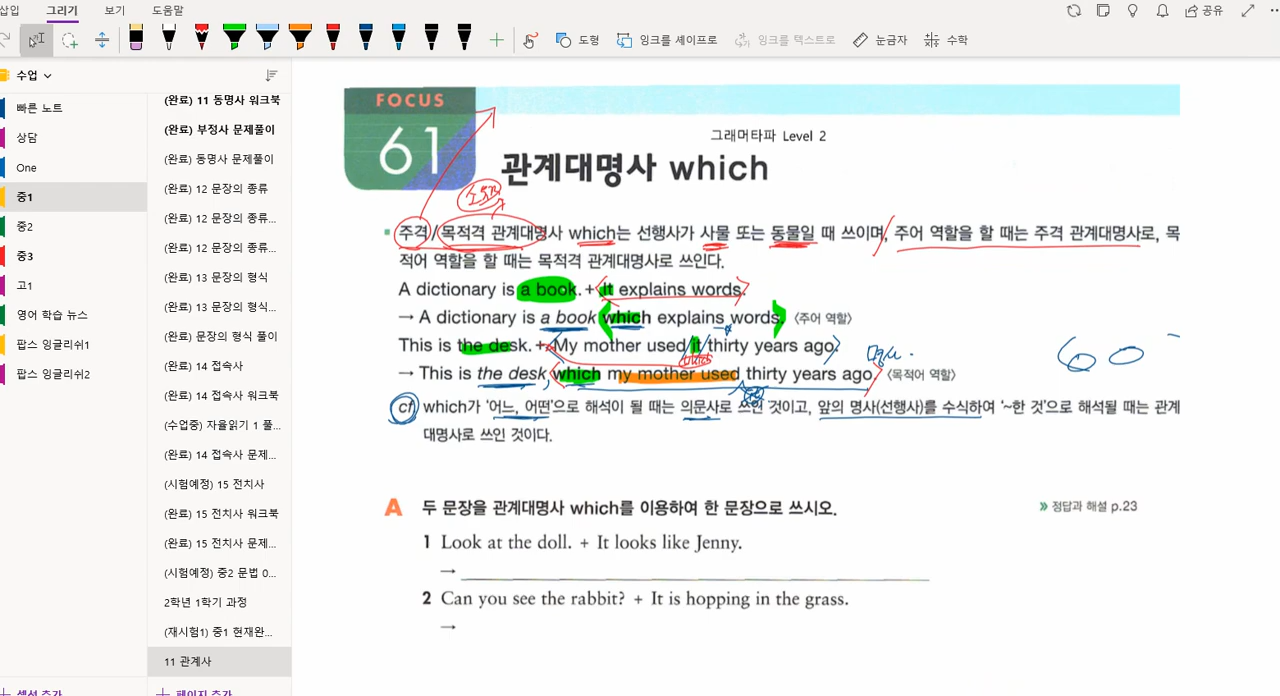 삽입 그리기 보기 도움말
공유
도형 잉크를 셰이프로 잉크를 텍스트로 눈금자 수학
수업
빠른 노트
상담
One
중1
중2
중3
고1
영어 학습 뉴스
팝스 잉글리쉬1
팝스 잉글리쉬2
섹션 추가
(완료) 11 동명사 워크북
(완료) 부정사 문제풀이
(완료) 동명사 문제풀이
(완료) 12 문장의 종류
(완료) 12 문장의 종류...
(완료) 12 문장의 종류...
(완료) 13 문장의 형식
(완료) 13 문장의 형식...
(완료) 문장의 형식 풀이
(완료) 14 접속사
(완료) 14 접속사 워크북
(수업중) 자율읽기 1 풀...
(완료) 14 접속사 문제...
(시험예정) 15 전치사
(완료) 15 전치사 워크북
(완료) 15 전치사 문제...
(시험예정) 중2 문법 0...
2학년 1학기 과정
(재시험1) 중1 현재완...
11 관계사
페이지 추가
FOCUS
61
그래머타파 Level 2
관계대명사 which
주격/목적격 관계대명사 which는 선행사가 사물 또는 동물일 때 쓰이며, 주어 역할을 할 때는 주격 관계대명사로, 목
적어 역할을 할 때는 목적격 관계대명사로 쓰인다.
A dictionary is a book. + It explains words.
→ A dictionary is a book which explains words. 〈주어 역할〉
This is the desk. + My mother used it thirty years ago.
→ This is the desk which my mother used thirty years ago. 〈목적어 역할〉
60
cf which가 '어느, 어떤'으로 해석이 될 때는 의문사로 쓰인 것이고, 앞의 명사(선행사)를 수식하여 '~한 것'으로 해석될 때는 관계
대명사로 쓰인 것이다.
A 두 문장을 관계대명사 which를 이용하여 한 문장으로 쓰시오.
» 정답과 해설 p.23
1 Look at the doll. + It looks like Jenny.
→
2 Can you see the rabbit? + It is hopping in the grass.
→